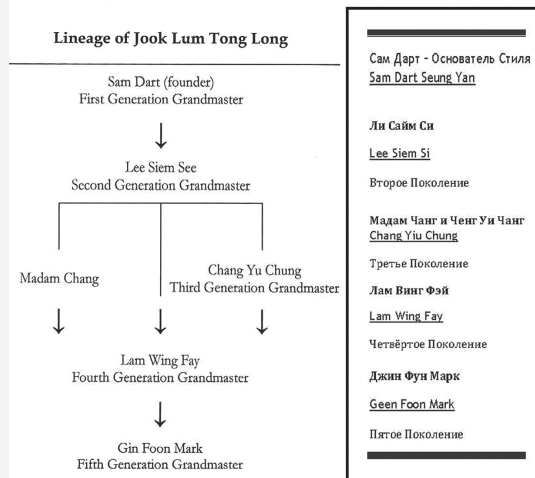 Lineage of Jook Lum Tong Long
Sam Dart (founder)
First Generation Grandmaster
Lee Siem See
Second Generation Grandmaster
Madam Chang
Chang Yu Chung
Third Generation Grandmaster
Lam Wing Fay
Fourth Generation Grandmaster
Gin Foon Mark
Fifth Generation Grandmaster
Сам Дарт - Основатель Стиля
Sam Dart Seung Yan
Ли Сайм Си
Lee Siem Si
Второе Поколение
Мадам Чанг и Ченг Уи Чанг
Chang Yiu Chung
Третье Поколение
Лам Винг Фэй
Lam Wing Fay
Четвёртое Поколение
Джин Фун Марк
Geen Foon Mark
Пятое Поколение